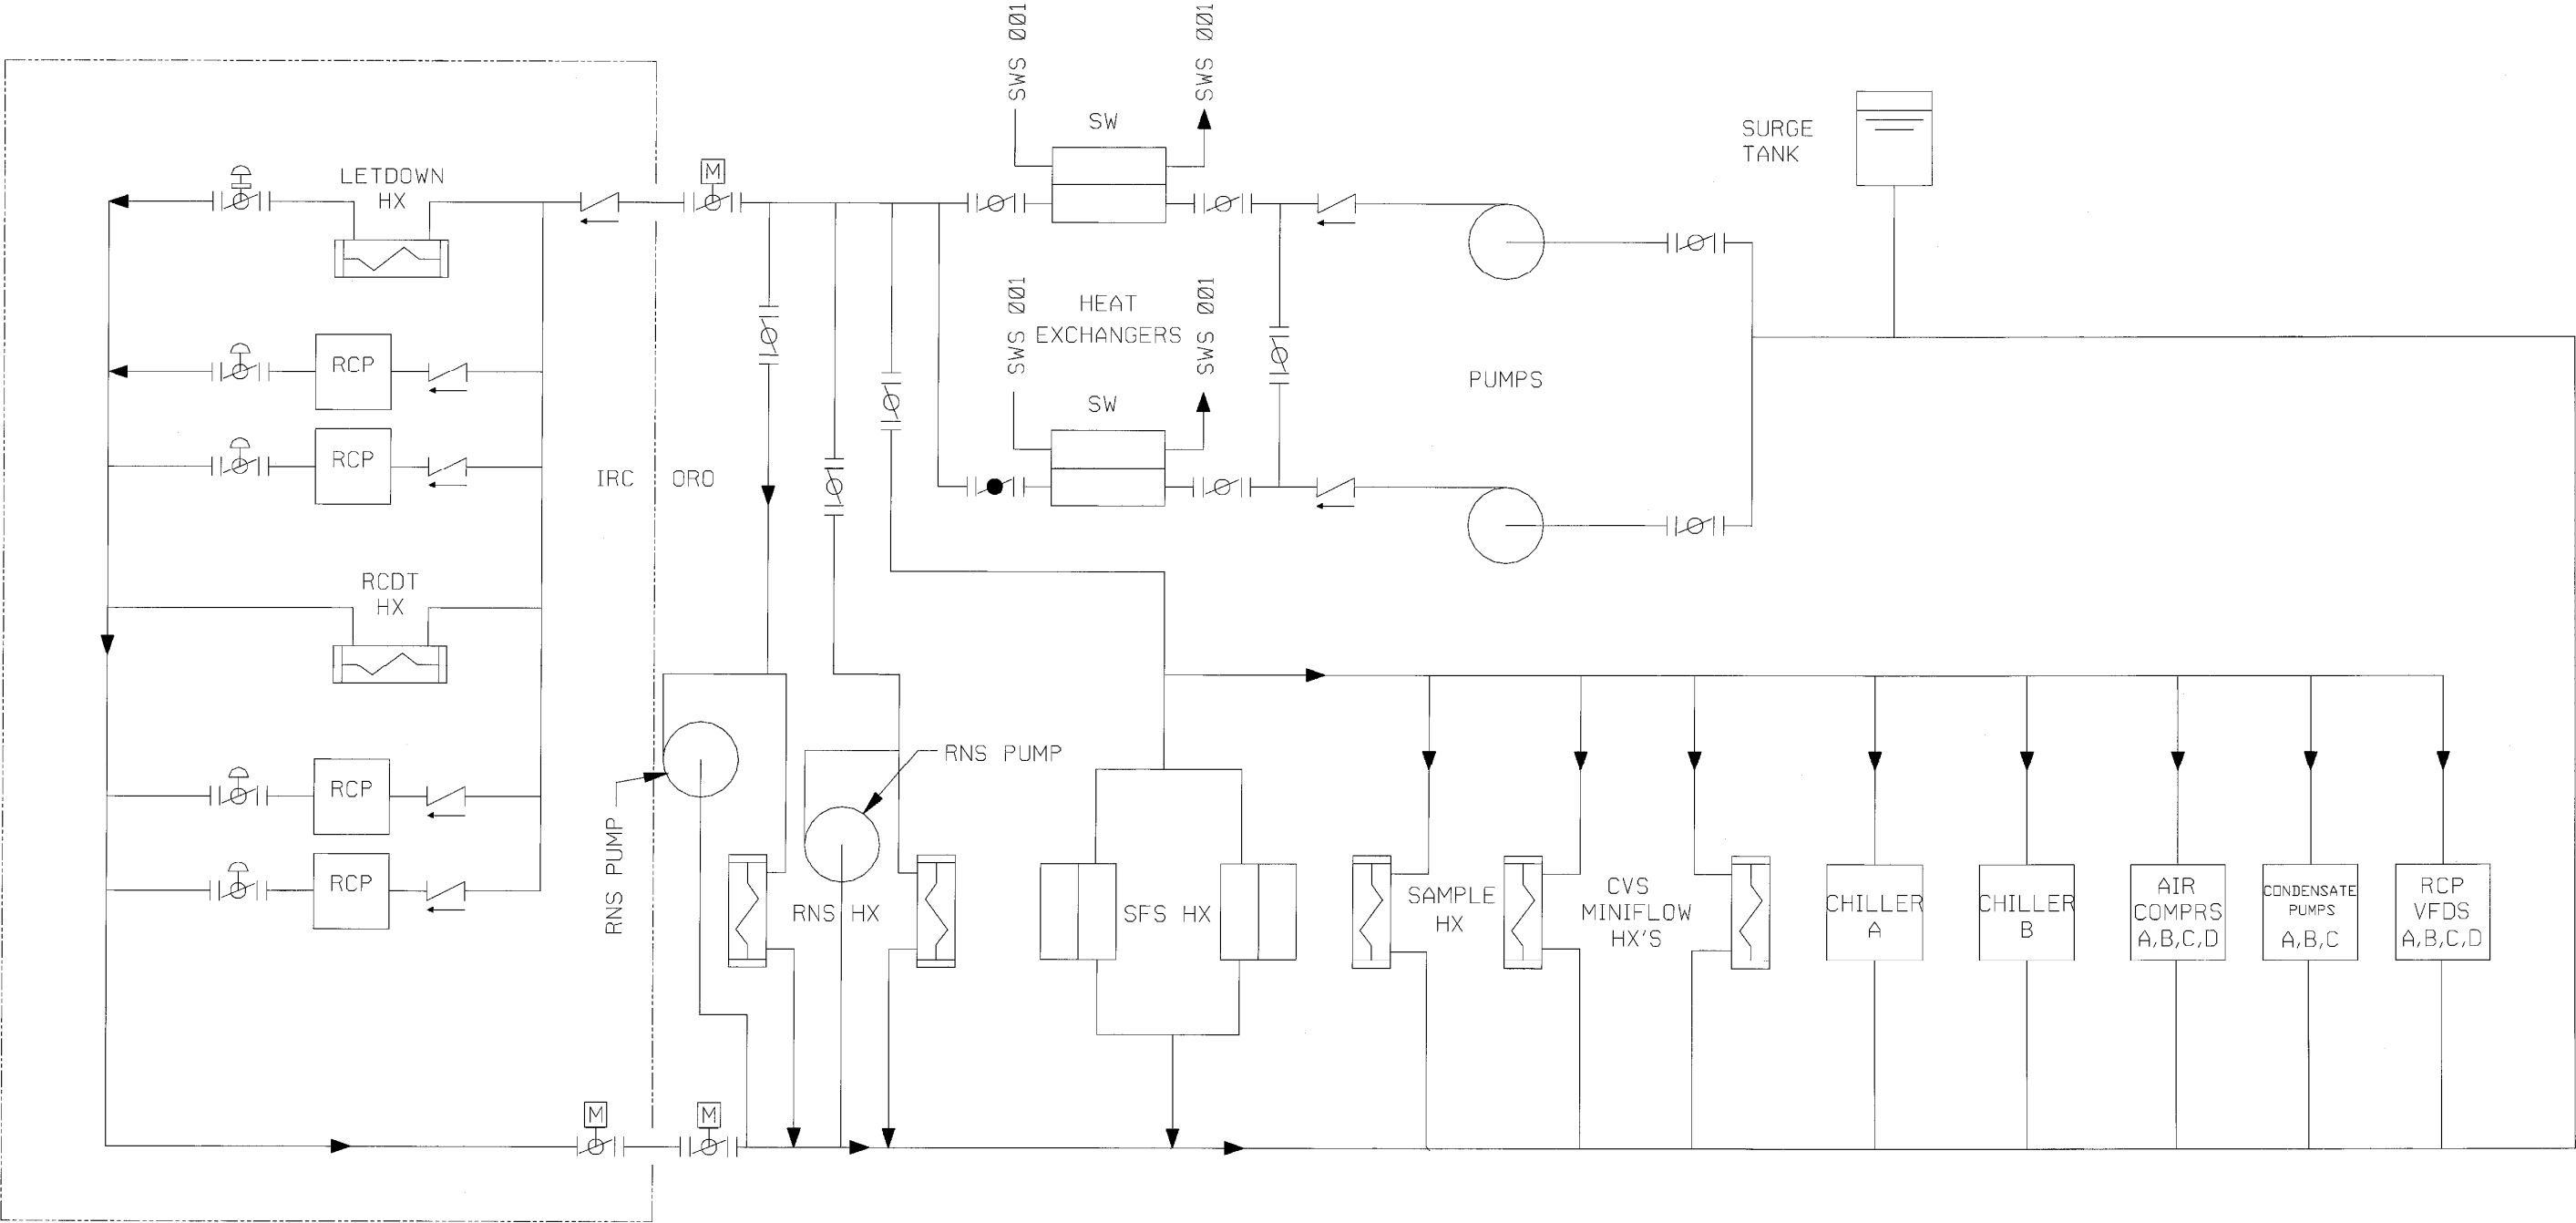 SWS 001
SWS 001
SW
SURGE
TANK
M
LETDOWN
HX
SWS 001
SWS 001
HEAT
EXCHANGERS
RCP
PUMPS
SW
RCP
IRC
ORO
RCDT
HX
RNS PUMP
RCP
RNS PUMP
RCP
RNS HX
SFS HX
SAMPLE
HX
CVS
MINIFLOW
HX'S
CHILLER
A
CHILLER
B
AIR
COMPRS
A,B,C,D
CONDENSATE
PUMPS
A,B,C
RCP
VFDS
A,B,C,D
M
M